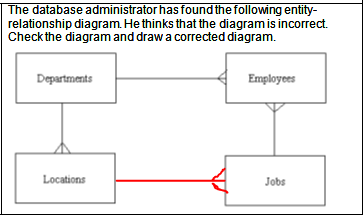 The database administrator has found the following entity-
relationship diagram. He thinks that the diagram is incorrect.
Check the diagram and draw a corrected diagram.
Departments
Employees
Locations
Jobs